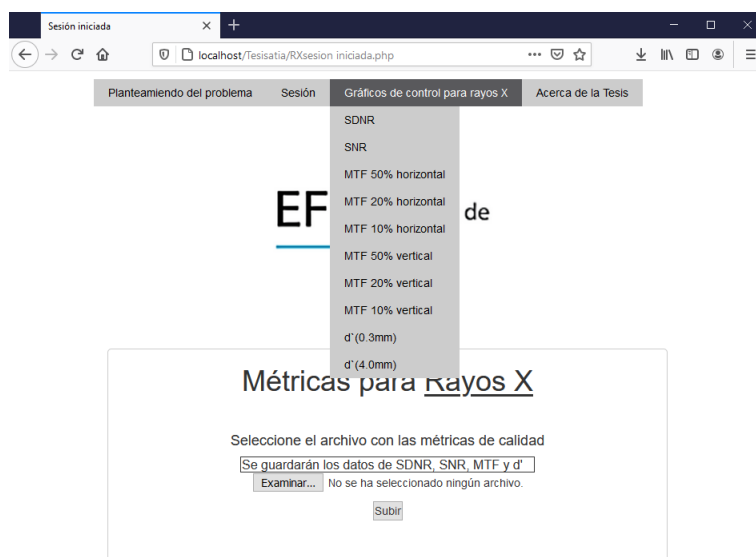 Sesión iniciada
localhost/Tesisatia/RXsesion iniciada.php
Planteamiendo del problema Sesión Gráficos de control para rayos X Acerca de la Tesis
SDNR
SNR
MTF 50% horizontal
MTF 20% horizontal
MTF 10% horizontal
MTF 50% vertical
MTF 20% vertical
MTF 10% vertical
d`(0.3mm)
d`(4.0mm)
EF de
Métricas para Rayos X
Seleccione el archivo con las métricas de calidad
Se guardarán los datos de SDNR, SNR, MTF y d'
Examinar... No se ha seleccionado ningún archivo.
Subir